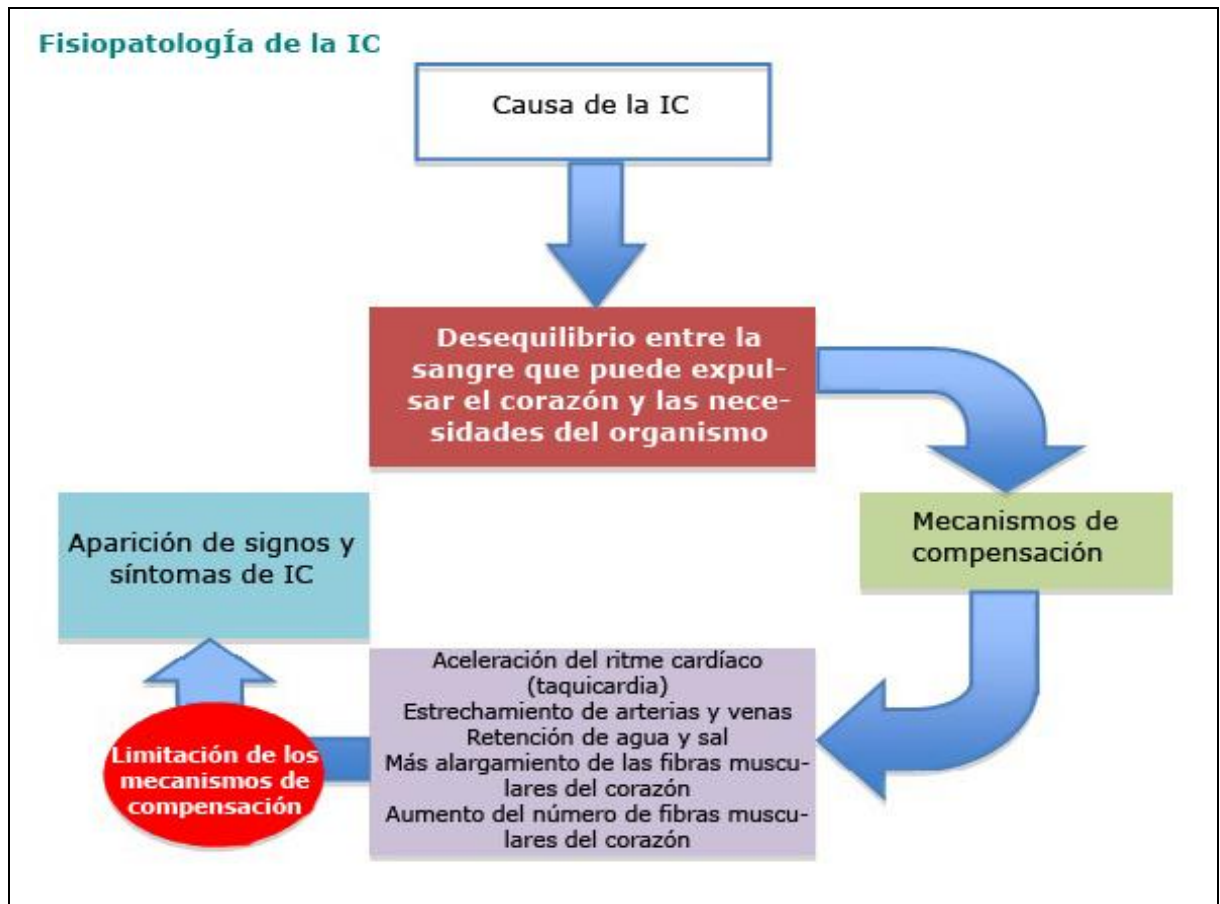 FisiopatologÍa de la IC
Causa de la IC
Desequilibrio entre la
sangre que puede expul-
sar el corazón y las nece-
sidades del organismo
Mecanismos de
compensación
Aceleración del ritme cardíaco
(taquicardia)
Estrechamiento de arterias y venas
Retención de agua y sal
Más alargamiento de las fibras muscu-
lares del corazón
Aumento del número de fibras muscu-
lares del corazón
Limitación de los
mecanismos de
compensación
Aparición de signos y
síntomas de IC